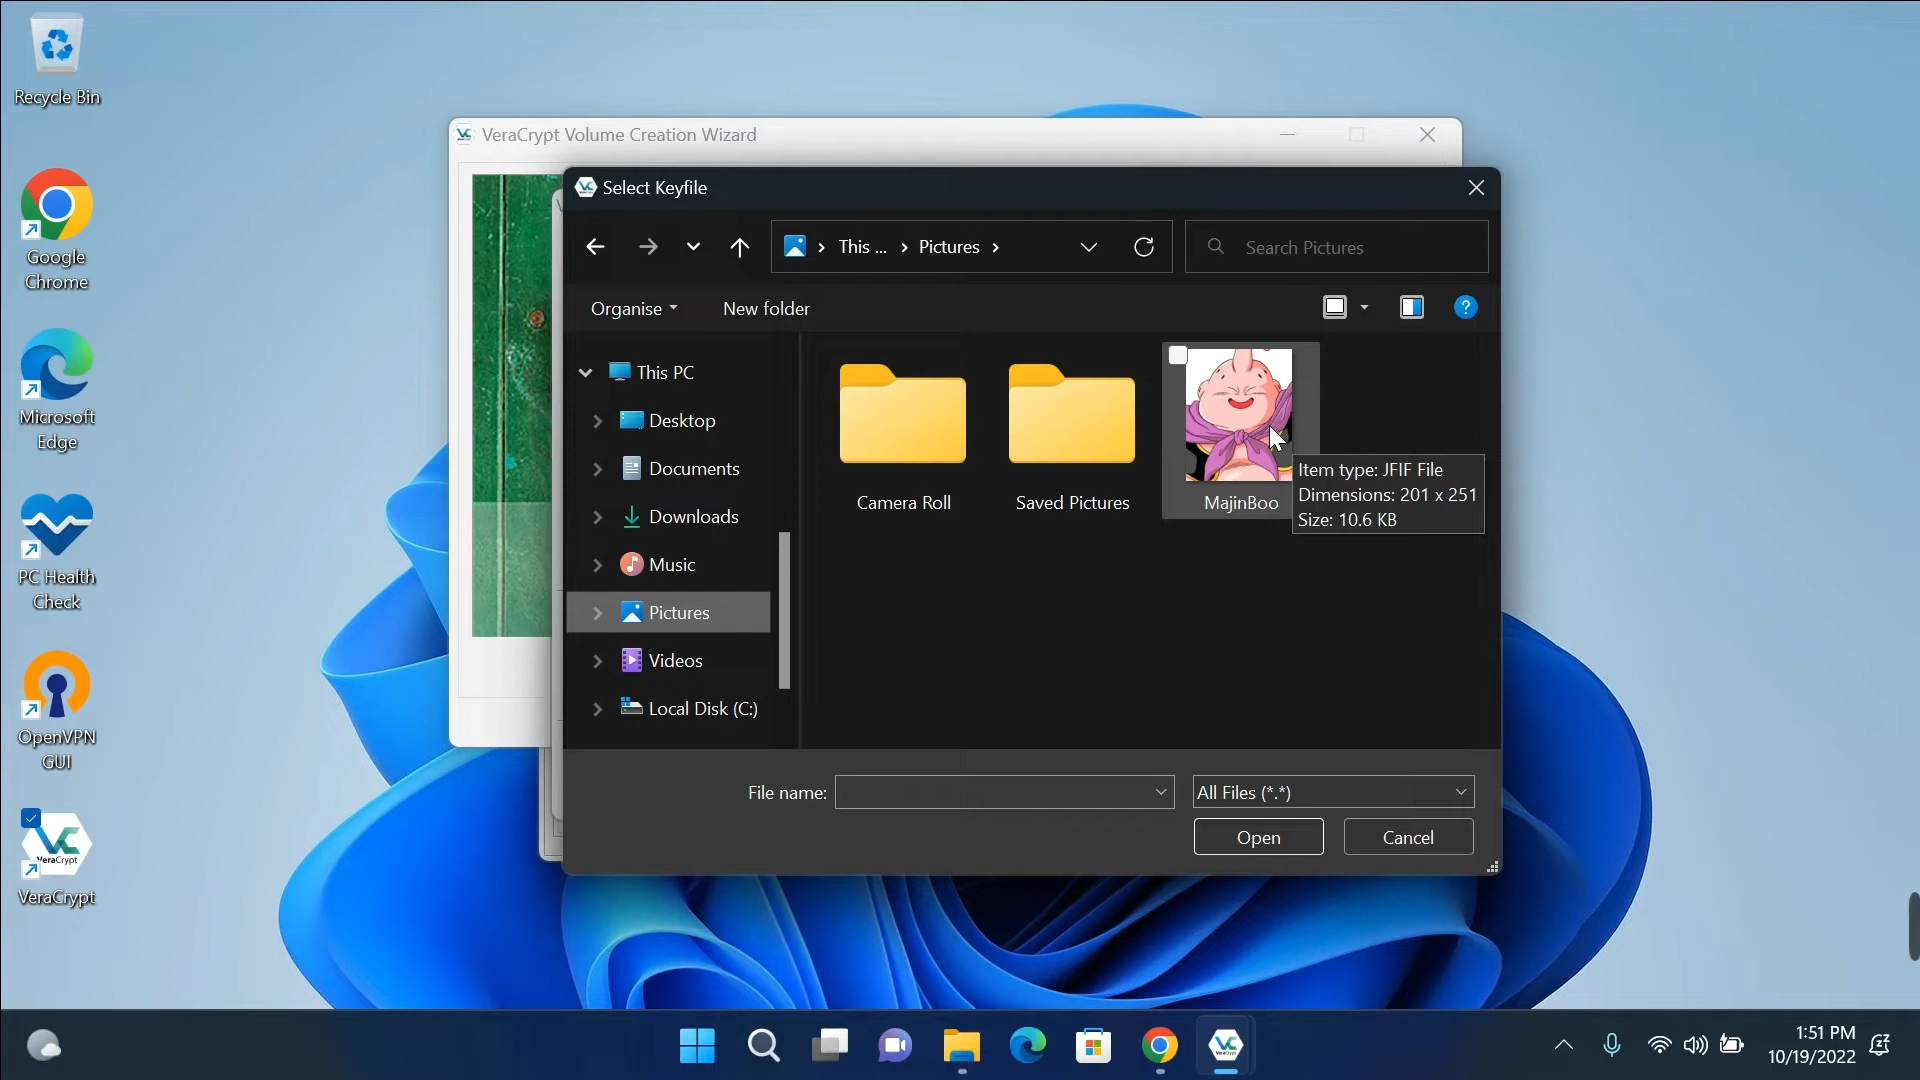 Recycle Bin
Google
Chrome
Microsoft
Edge
PC Health
Check
OpenVPN
GUI
VeraCrypt
VeraCrypt
VeraCrypt Volume Creation Wizard
Select Keyfile
This ... Pictures
Search Pictures
Organise
New folder
This PC
Desktop
Documents
Downloads
Music
Pictures
Videos
Local Disk (C:)
Camera Roll
Saved Pictures
MajinBoo
Item type: JFIF File
Dimensions: 201 x 251
Size: 10.6 KB
File name:
All Files (*.*)
Open
Cancel
1:51 PM
10/19/2022